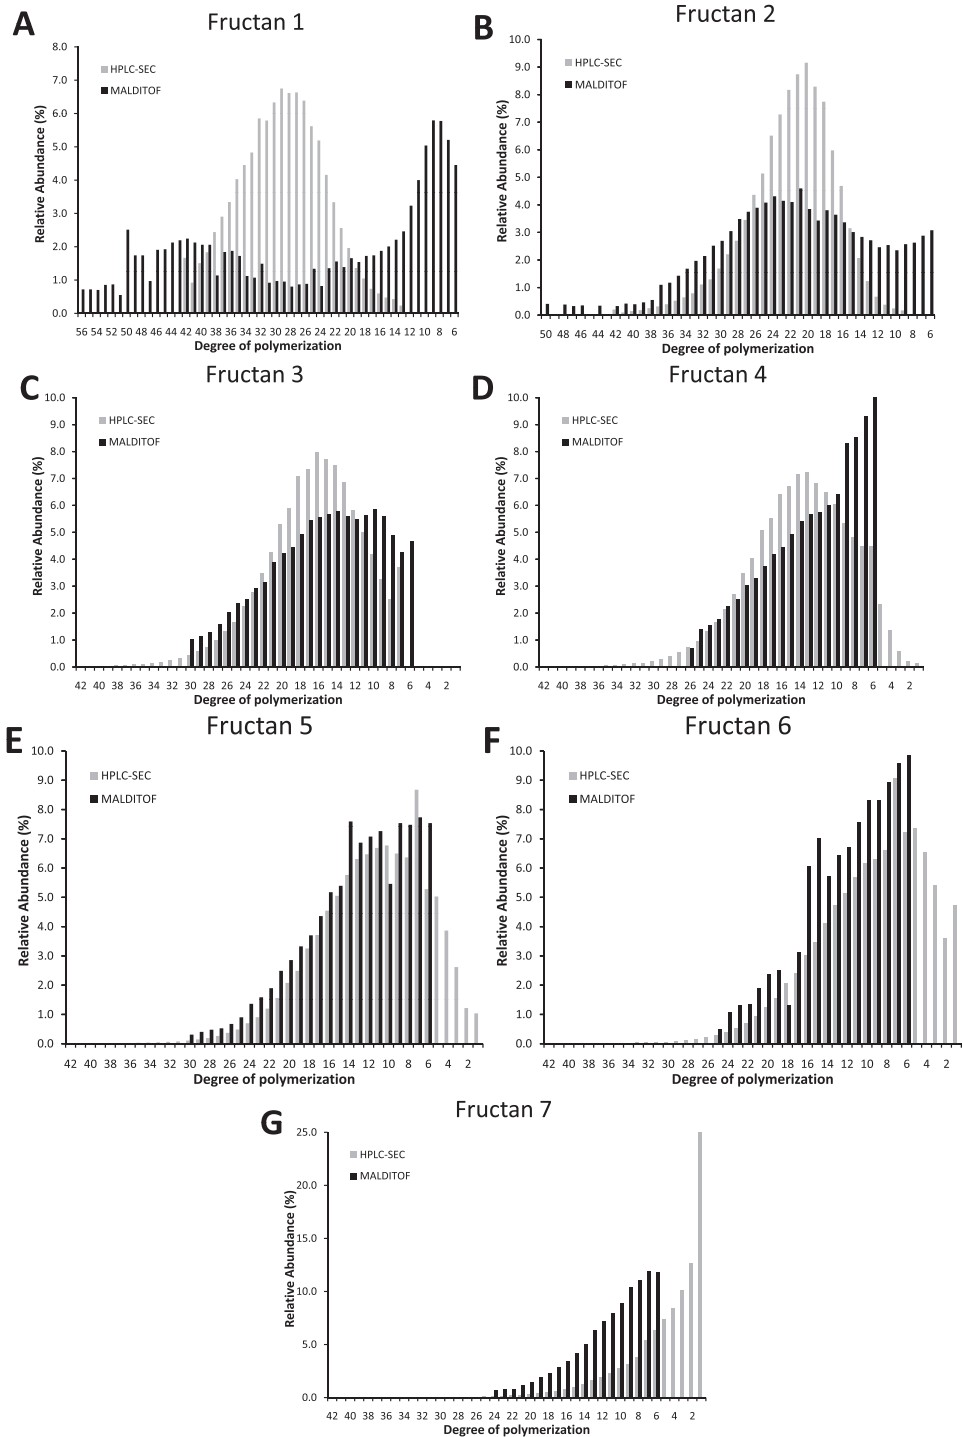 A
Fructan 1
8.0
7.0
6.0
5.0
4.0
3.0
2.0
1.0
0.0
Relative Abundance (%)
HPLC-SEC
MALDITOF
56 54 52 50 48 46 44 42 40 38 36 34 32 30 28 26 24 22 20 18 16 14 12 10 8 6
Degree of polymerization
B
Fructan 2
10.0
9.0
8.0
7.0
6.0
5.0
4.0
3.0
2.0
1.0
0.0
Relative Abundance (%)
HPLC-SEC
MALDITOF
50 48 46 44 42 40 38 36 34 32 30 28 26 24 22 20 18 16 14 12 10 8 6
Degree of polymerization
C
Fructan 3
10.0
9.0
8.0
7.0
6.0
5.0
4.0
3.0
2.0
1.0
0.0
Relative Abundance (%)
HPLC-SEC
MALDITOF
42 40 38 36 34 32 30 28 26 24 22 20 18 16 14 12 10 8 6 4 2
Degree of polymerization
D
Fructan 4
10.0
9.0
8.0
7.0
6.0
5.0
4.0
3.0
2.0
1.0
0.0
Relative Abundance (%)
HPLC-SEC
MALDITOF
42 40 38 36 34 32 30 28 26 24 22 20 18 16 14 12 10 8 6 4 2
Degree of polymerization
E
Fructan 5
10.0
9.0
8.0
7.0
6.0
5.0
4.0
3.0
2.0
1.0
0.0
Relative Abundance (%)
HPLC-SEC
MALDITOF
42 40 38 36 34 32 30 28 26 24 22 20 18 16 14 12 10 8 6 4 2
Degree of polymerization
F
Fructan 6
10.0
9.0
8.0
7.0
6.0
5.0
4.0
3.0
2.0
1.0
0.0
Relative Abundance (%)
HPLC-SEC
MALDITOF
42 40 38 36 34 32 30 28 26 24 22 20 18 16 14 12 10 8 6 4 2
Degree of polymerization
G
Fructan 7
25.0
20.0
15.0
10.0
5.0
0.0
Relative Abundance (%)
HPLC-SEC
MALDITOF
42 40 38 36 34 32 30 28 26 24 22 20 18 16 14 12 10 8 6 4 2
Degree of polymerization